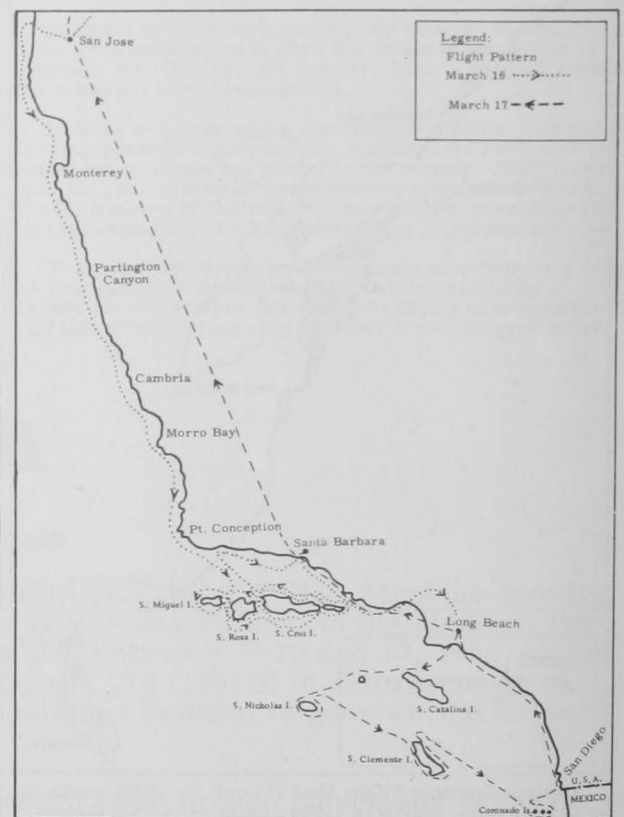 Legend:
Flight Pattern
March 16
March 17
San Jose
Monterey
Partington
Canyon
Cambria
Morro Bay
Pt. Conception
Santa Barbara
S. Miguel I.
S. Rosa I.
S. Cruz I.
Long Beach
S. Nicholas I.
S. Catalina I.
S. Clemente I.
San Diego
U.S.A.
MEXICO
Coronado Is.